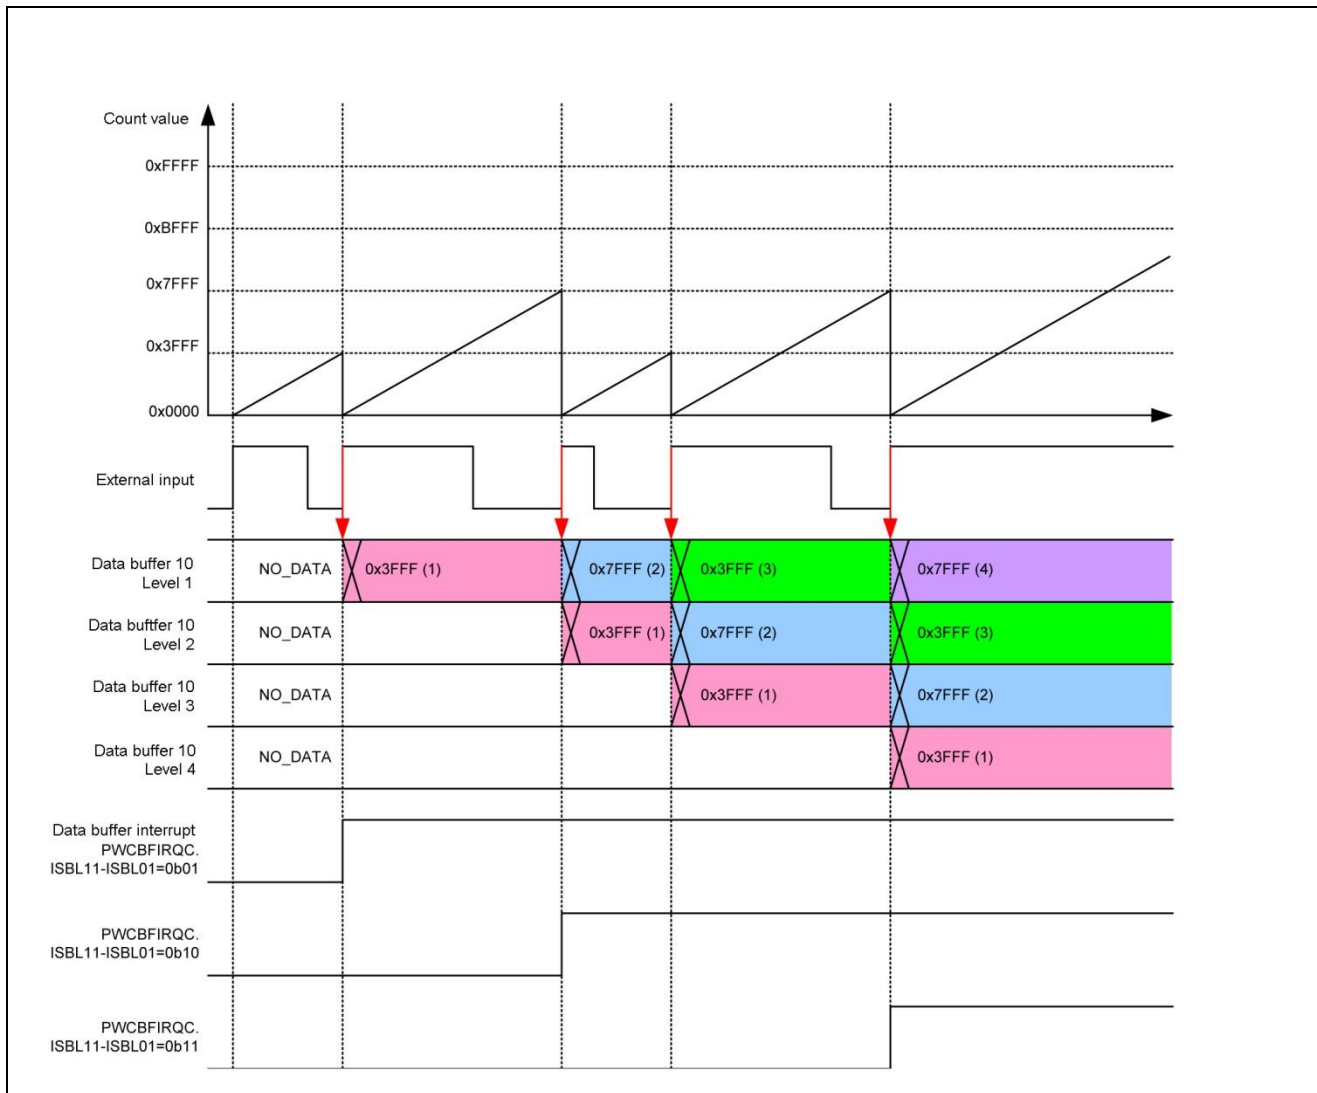 Count value
0xFFFF
0xBFFF
0x7FFF
0x3FFF
0x0000
External input
Data buffer 10
Level 1
NO_DATA
0x3FFF (1)
0x7FFF (2)
0x3FFF (3)
0x7FFF (4)
Data buftfer 10
Level 2
NO_DATA
0x3FFF (1)
0x7FFF (2)
0x3FFF (3)
Data buffer 10
Level 3
NO_DATA
0x3FFF (1)
0x7FFF (2)
Data buffer 10
Level 4
NO_DATA
0x3FFF (1)
Data buffer interrupt
PWCBFIRQC.
ISBL11-ISBL01=0b01
PWCBFIRQC.
ISBL11-ISBL01=0b10
PWCBFIRQC.
ISBL11-ISBL01=0b11